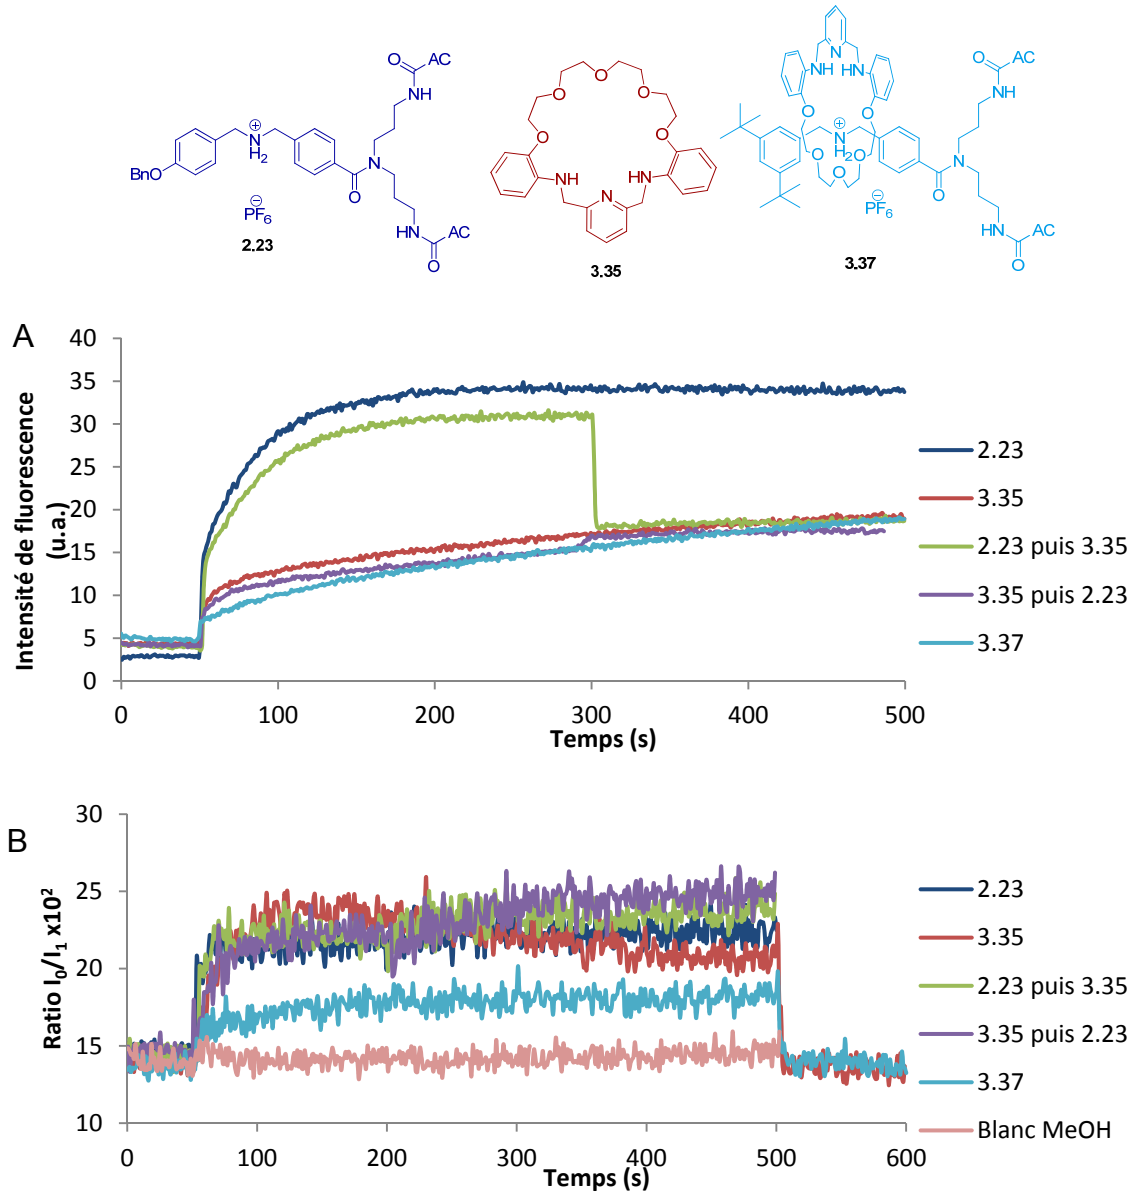 O
AC
NH
⊕
N
H₂
BnO
N
O
⊖
PF₆
HN
AC
O
2.23
O
O
O
O
O
NH
HN
N
3.35
N
NH
HN
O
O
⊕
N
H₂
O
O
O
N
O
⊖
PF₆
O
AC
NH
HN
AC
O
3.37
A
Intensité de fluorescence
(u.a.)
40
35
30
25
20
15
10
5
0
0 100 200 300 400 500
Temps (s)
2.23
3.35
2.23 puis 3.35
3.35 puis 2.23
3.37
B
Ratio I₀/I₁ x10²
30
25
20
15
10
0 100 200 300 400 500 600
Temps (s)
2.23
3.35
2.23 puis 3.35
3.35 puis 2.23
3.37
Blanc MeOH